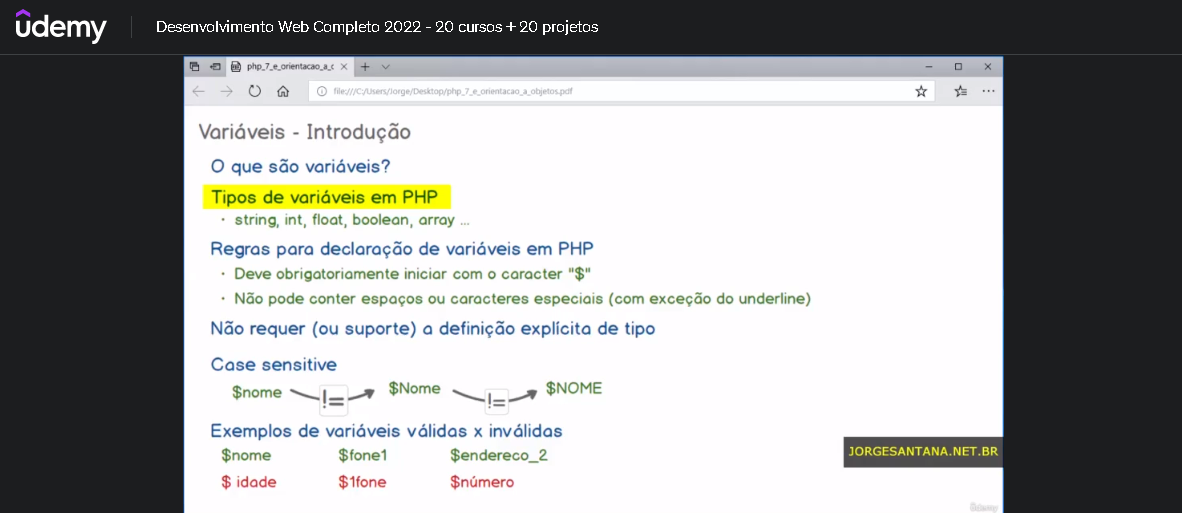 ûdemy
Desenvolvimento Web Completo 2022 - 20 cursos + 20 projetos
php_7_e_orientacao_a_c
file:///C:/Users/Jorge/Desktop/php_7_e_orientacao_a_objetos.pdf
Variáveis - Introdução
O que são variáveis?
Tipos de variáveis em PHP
· string, int, float, boolean, array ...
Regras para declaração de variáveis em PHP
· Deve obrigatoriamente iniciar com o caracter "$"
· Não pode conter espaços ou caracteres especiais (com exceção do underline)
Não requer (ou suporte) a definição explícita de tipo
Case sensitive
$nome != $Nome != $NOME
Exemplos de variáveis válidas x inválidas
$nome $fone1 $endereco_2
$ idade $1fone $número
JORGESANTANA.NET.BR
ûdemy